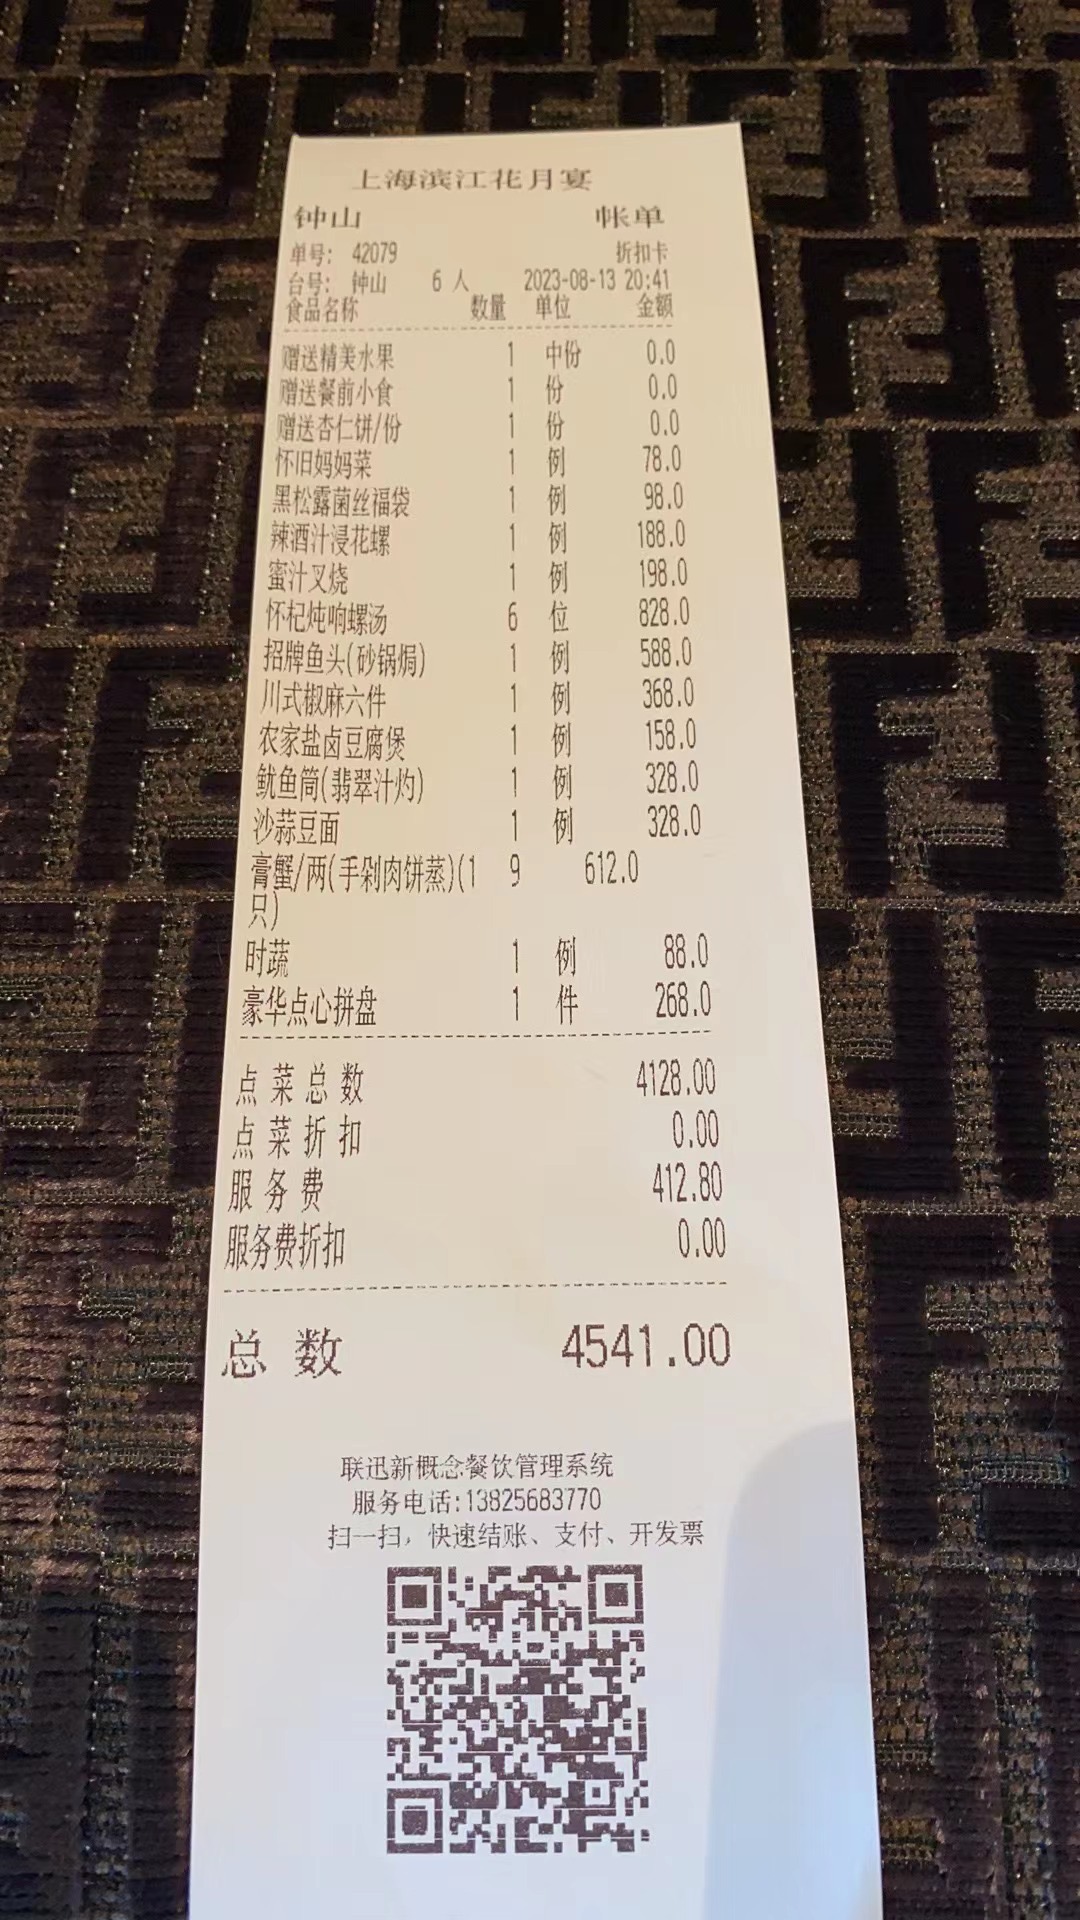 上海滨江花月宴
钟山 帐单
单号: 42079 折扣卡
台号: 钟山 6 人 2023-08-13 20:41
食品名称 数量 单位 金额
赠送精美水果 1 中份 0.0
赠送餐前小食 1 份 0.0
赠送杏仁饼/份 1 份 0.0
怀旧妈妈菜 1 例 78.0
黑松露菌丝福袋 1 例 98.0
辣酒汁浸花螺 1 例 188.0
蜜汁叉烧 1 例 198.0
怀杞炖响螺汤 6 位 828.0
招牌鱼头(砂锅焗) 1 例 588.0
川式椒麻六件 1 例 368.0
农家盐卤豆腐煲 1 例 158.0
鱿鱼筒(翡翠汁灼) 1 例 328.0
沙蒜豆面 1 例 328.0
膏蟹/两(手剁肉饼蒸)(1 9 612.0
只)
时蔬 1 例 88.0
豪华点心拼盘 1 件 268.0
点菜总数 4128.00
点菜折扣 0.00
服务费 412.80
服务费折扣 0.00
总数 4541.00
联迅新概念餐饮管理系统
服务电话:13825683770
扫一扫，快速结账、支付、开发票